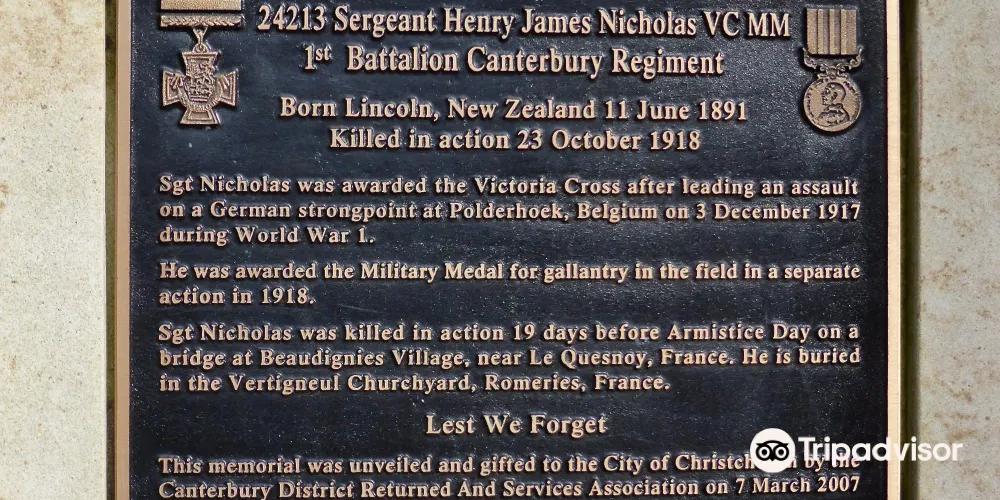 24213 Sergeant Henry James Nicholas VC MM
1st Battalion Canterbury Regiment
Born Lincoln, New Zealand 11 June 1891
Killed in action 23 October 1918
Sgt Nicholas was awarded the Victoria Cross after leading an assault
on a German strongpoint at Polderhoek, Belgium on 3 December 1917
during World War 1.
He was awarded the Military Medal for gallantry in the field in a separate
action in 1918.
Sgt Nicholas was killed in action 19 days before Armistice Day on a
bridge at Beaudignies Village, near Le Quesnoy, France. He is buried
in the Vertigneul Churchyard, Romeries, France.
Lest We Forget
This memorial was unveiled and gifted to the City of by the
Canterbury District Returned And Services Association on 7 March 2007
Tripadvisor